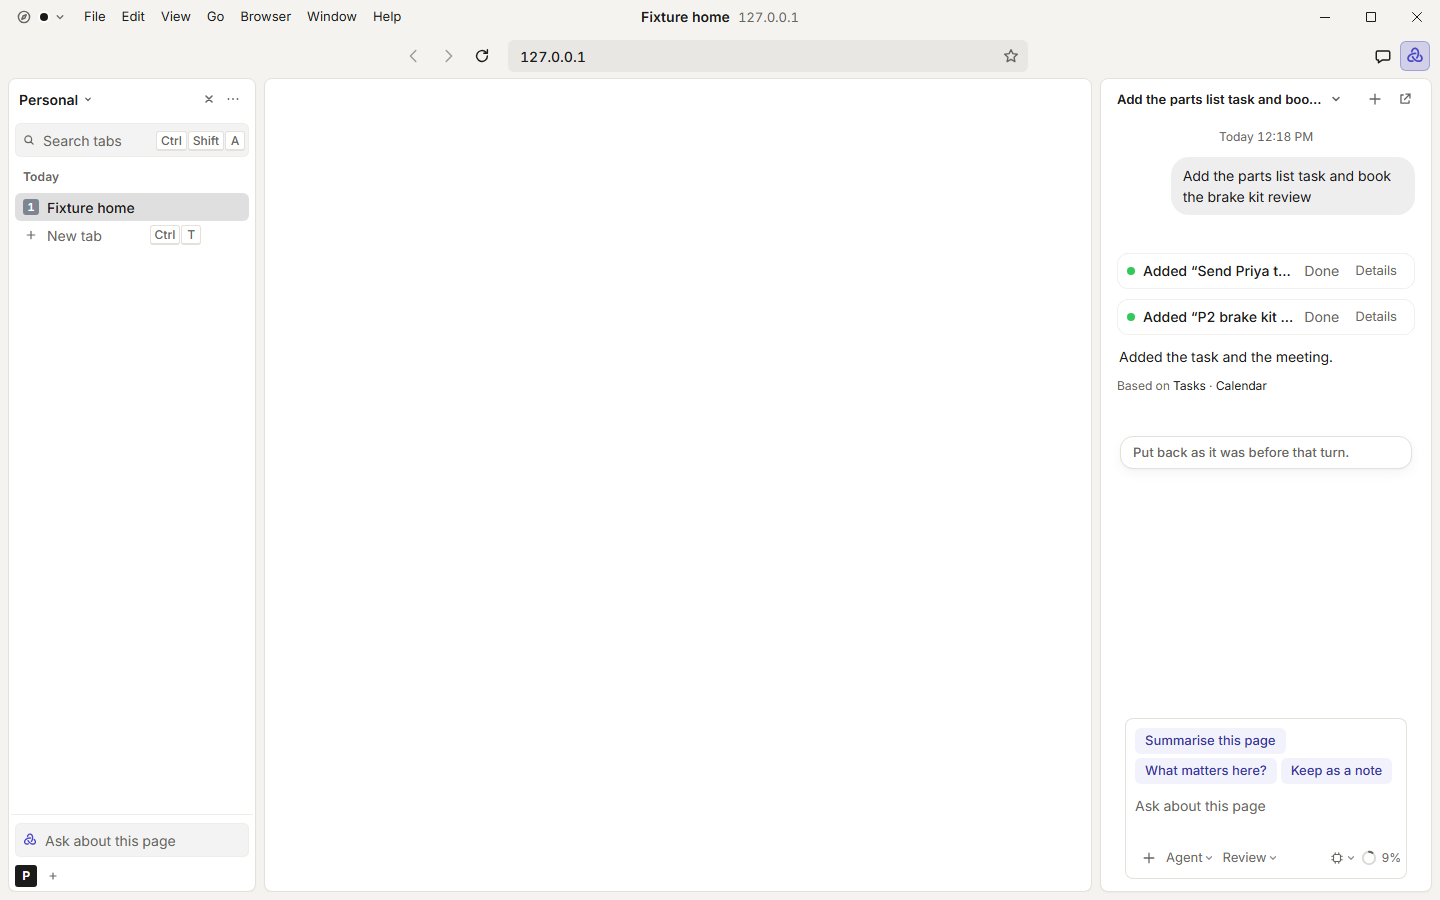 File Edit View Go Browser Window Help
Fixture home 127.0.0.1
127.0.0.1
Personal
Search tabs Ctrl Shift A
Today
1 Fixture home
New tab Ctrl T
Ask about this page
P
Add the parts list task and boo...
Today 12:18 PM
Add the parts list task and book
the brake kit review
Added “Send Priya t... Done Details
Added “P2 brake kit ... Done Details
Added the task and the meeting.
Based on Tasks · Calendar
Put back as it was before that turn.
Summarise this page
What matters here? Keep as a note
Ask about this page
Agent Review 9%